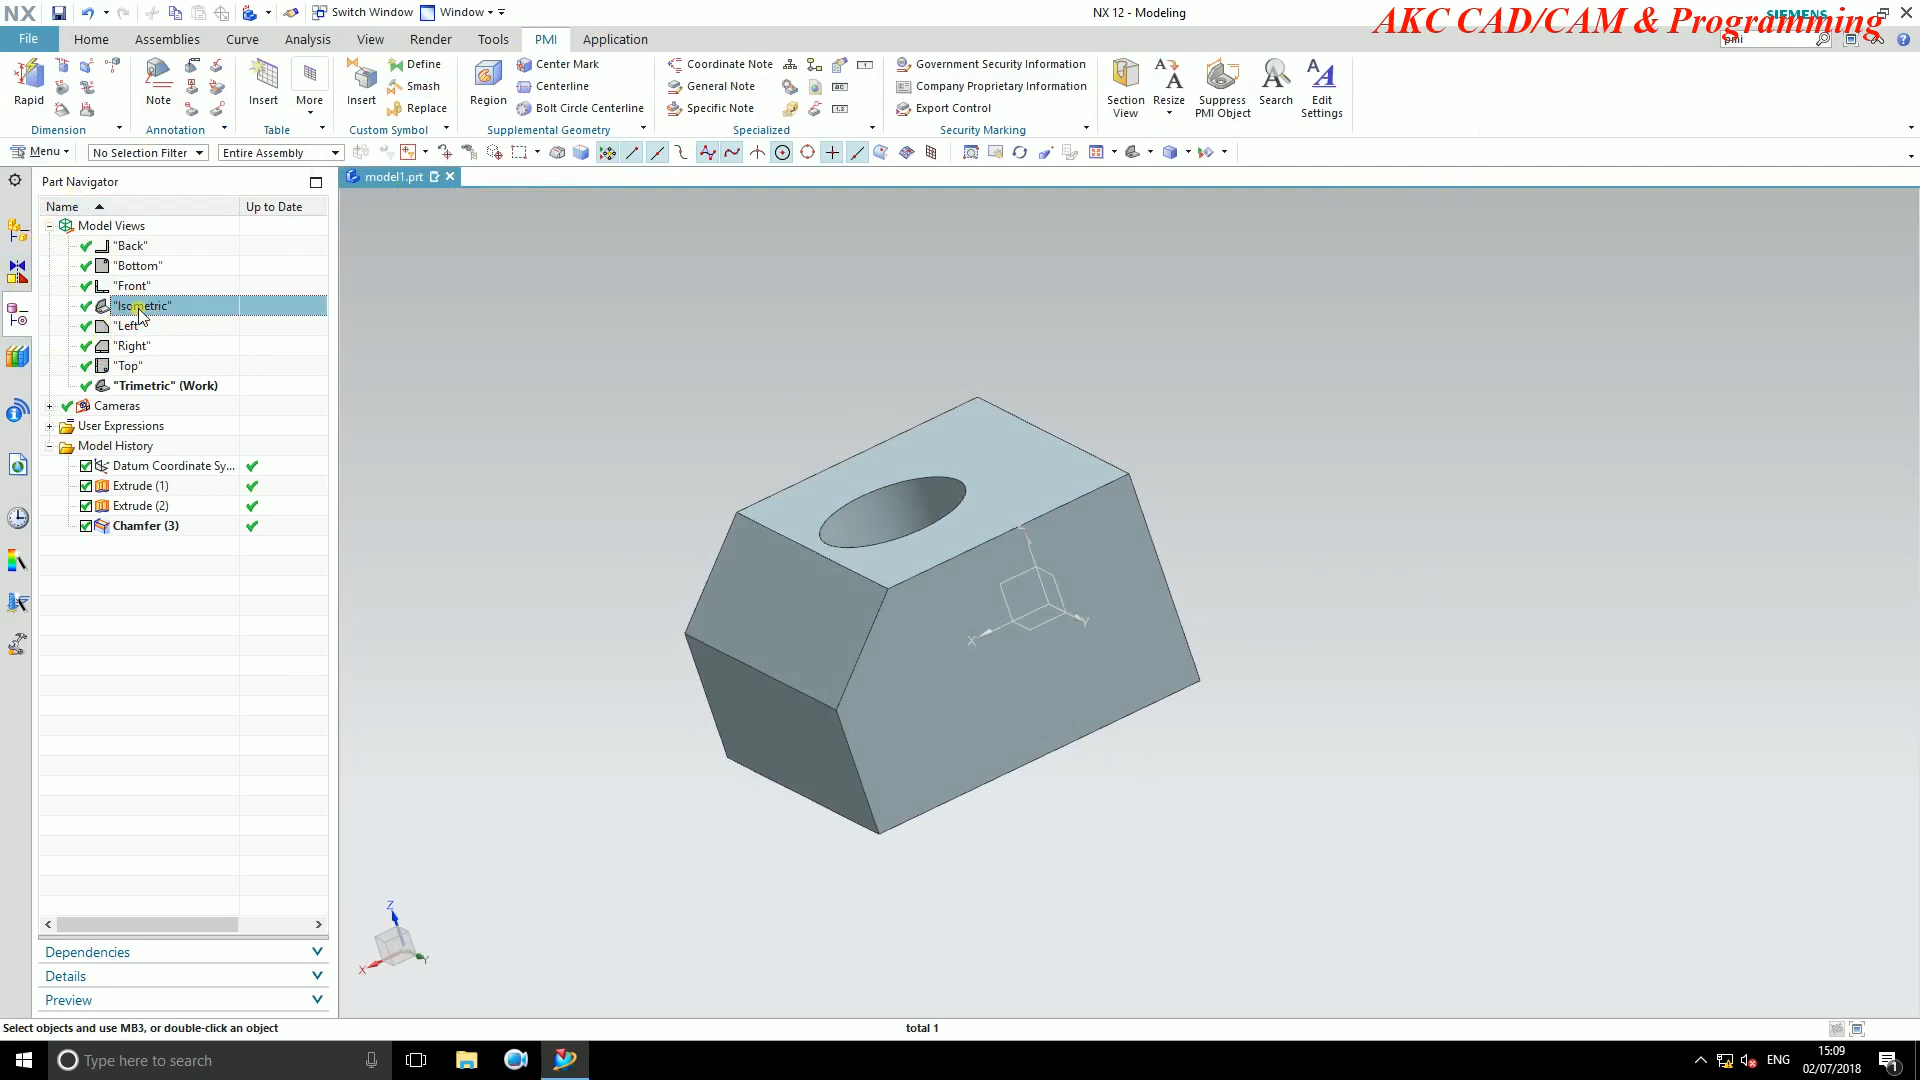 NX
Switch Window
Window
NX 12 - Modeling
SIEMENS
AKC CAD/CAM & Programming
File
Home
Assemblies
Curve
Analysis
View
Render
Tools
PMI
Application
pmi
Rapid
Dimension
Note
Annotation
Insert
More
Table
Insert
Define
Smash
Replace
Custom Symbol
Region
Center Mark
Centerline
Bolt Circle Centerline
Supplemental Geometry
Coordinate Note
General Note
Specific Note
Specialized
Government Security Information
Company Proprietary Information
Export Control
Security Marking
Section
View
Resize
Suppress
PMI Object
Search
Edit
Settings
Menu
No Selection Filter
Entire Assembly
Part Navigator
model1.prt
Name
Up to Date
Model Views
"Back"
"Bottom"
"Front"
"Isometric"
"Left"
"Right"
"Top"
"Trimetric" (Work)
Cameras
User Expressions
Model History
Datum Coordinate Sy...
Extrude (1)
Extrude (2)
Chamfer (3)
X
Y
Z
X
Y
Dependencies
Details
Preview
Select objects and use MB3, or double-click an object
total 1
Type here to search
ENG
15:09
02/07/2018
1